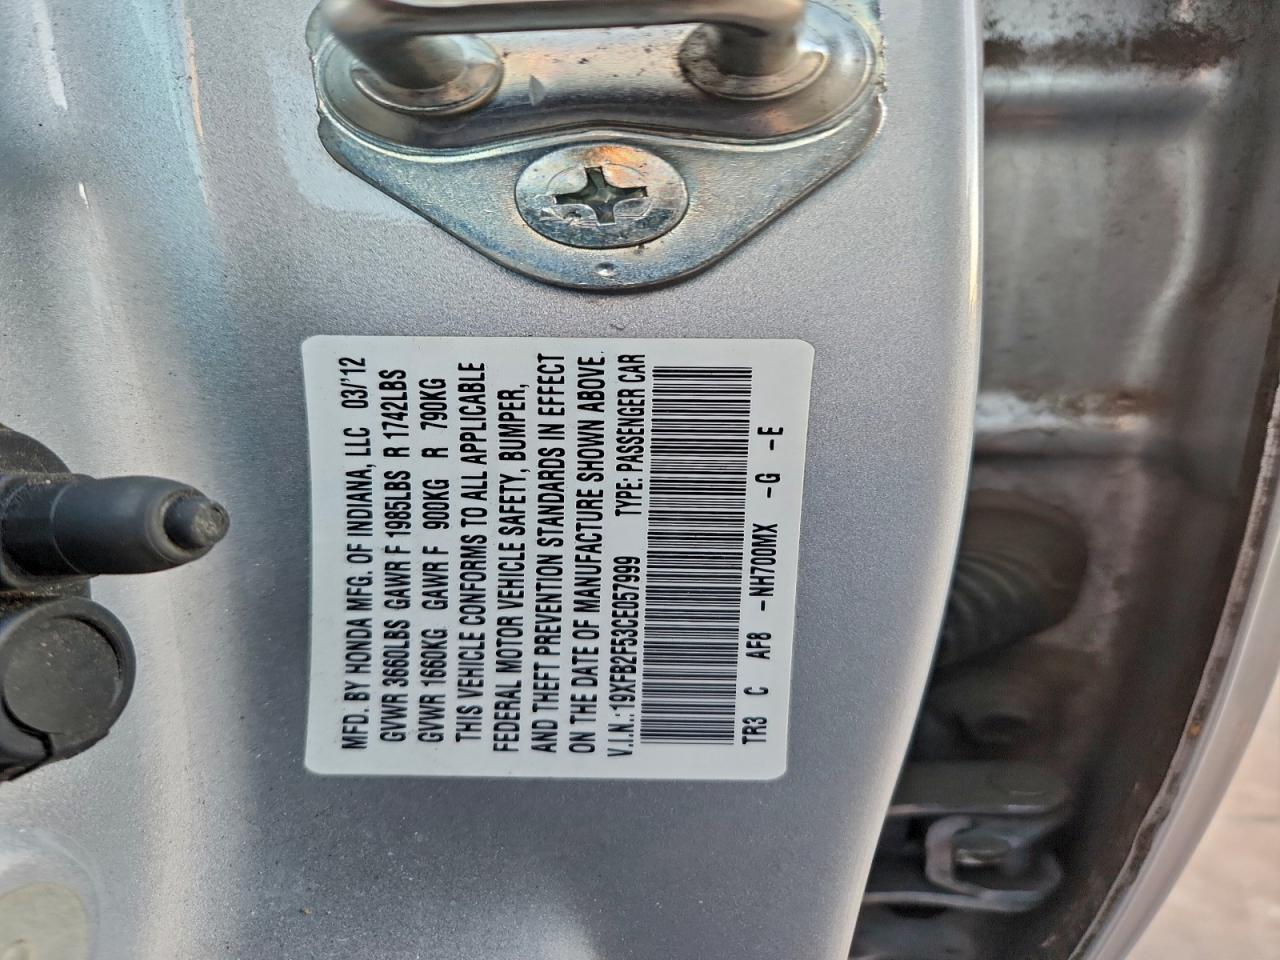 MFD. BY HONDA MFG. OF INDIANA, LLC 03/'12
GVWR 3660LBS GAWR F 1985LBS R 1742LBS
GVWR 1660KG GAWR F 900KG R 790KG
THIS VEHICLE CONFORMS TO ALL APPLICABLE
FEDERAL MOTOR VEHICLE SAFETY, BUMPER,
AND THEFT PREVENTION STANDARDS IN EFFECT
ON THE DATE OF MANUFACTURE SHOWN ABOVE.
V.I.N.: 19XFB2F53CE057999 TYPE: PASSENGER CAR
TR3 C AF8 -NH700MX -G -E